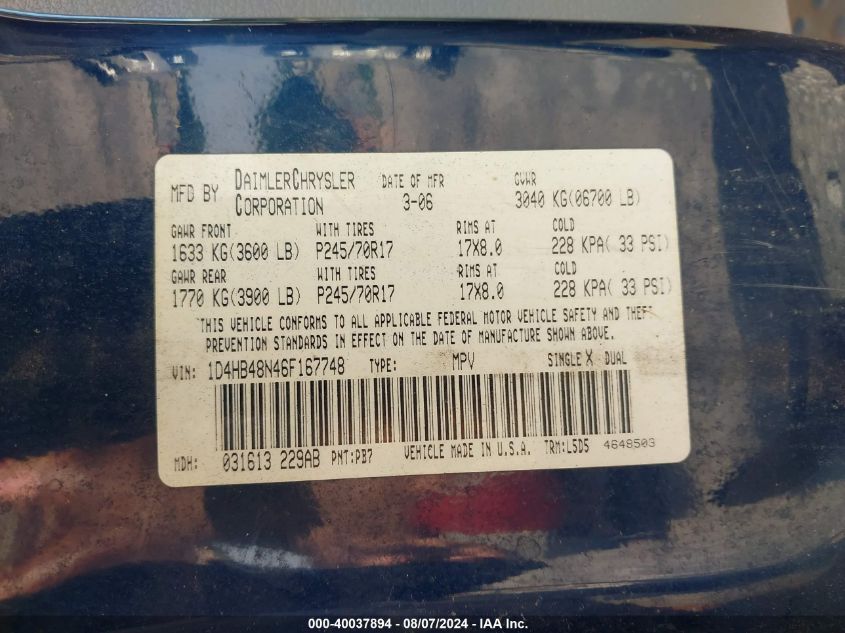 MFD BY DAIMLERCHRYSLER CORPORATION DATE OF MFR 3-06 GVWR 3040 KG(06700 LB)
GAWR FRONT WITH TIRES RIMS AT COLD
1633 KG(3600 LB) P245/70R17 17X8.0 228 KPA( 33 PSI)
GAWR REAR WITH TIRES RIMS AT COLD
1770 KG(3900 LB) P245/70R17 17X8.0 228 KPA( 33 PSI)
THIS VEHICLE CONFORMS TO ALL APPLICABLE FEDERAL MOTOR VEHICLE SAFETY AND THEFT
PREVENTION STANDARDS IN EFFECT ON THE DATE OF MANUFACTURE SHOWN ABOVE.
VIN: 1D4HB48N46F167748 TYPE: MPV SINGLE X DUAL
MDH: 031613 229AB PNT:PB7 VEHICLE MADE IN U.S.A. TRM:L5D5 4648503
000-40037894 - 08/07/2024 - IAA Inc.